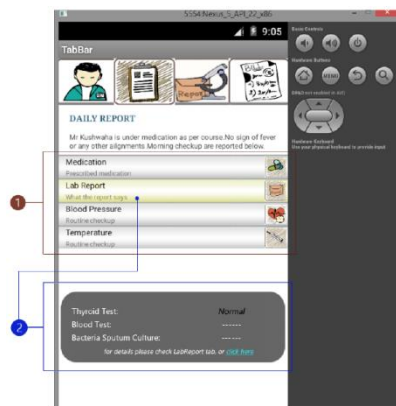 5554:Nexus_5_API_22_x86
9:05
TabBar
Report
DAILY REPORT
Mr Kushwaha is under medication as per course.No sign of fever
or any other alignments Morning checkup are reported below.
Medication
Prescribed medication
Lab Report
What the report says
Blood Pressure
Routine checkup
Temperature
Routine checkup
1
2
Thyroid Test: Normal
Blood Test: ------
Bacteria Sputum Culture: ------
for details please check LabReport tab, or click here
Basic Controls
Hardware Buttons
MENU
DPAD not enabled in AVD
Hardware Keyboard
Use your physical keyboard to provide input